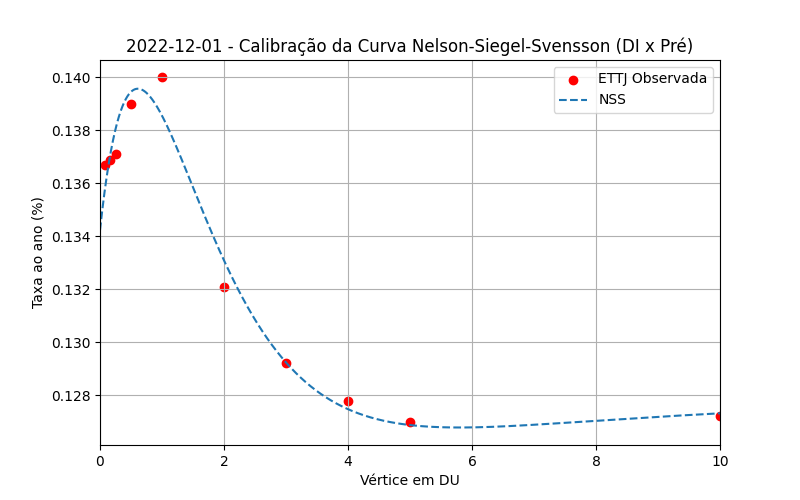 2022-12-01 - Calibração da Curva Nelson-Siegel-Svensson (DI x Pré)
ETTJ Observada
NSS
Taxa ao ano (%)
0.140
0.138
0.136
0.134
0.132
0.130
0.128
0 2 4 6 8 10
Vértice em DU